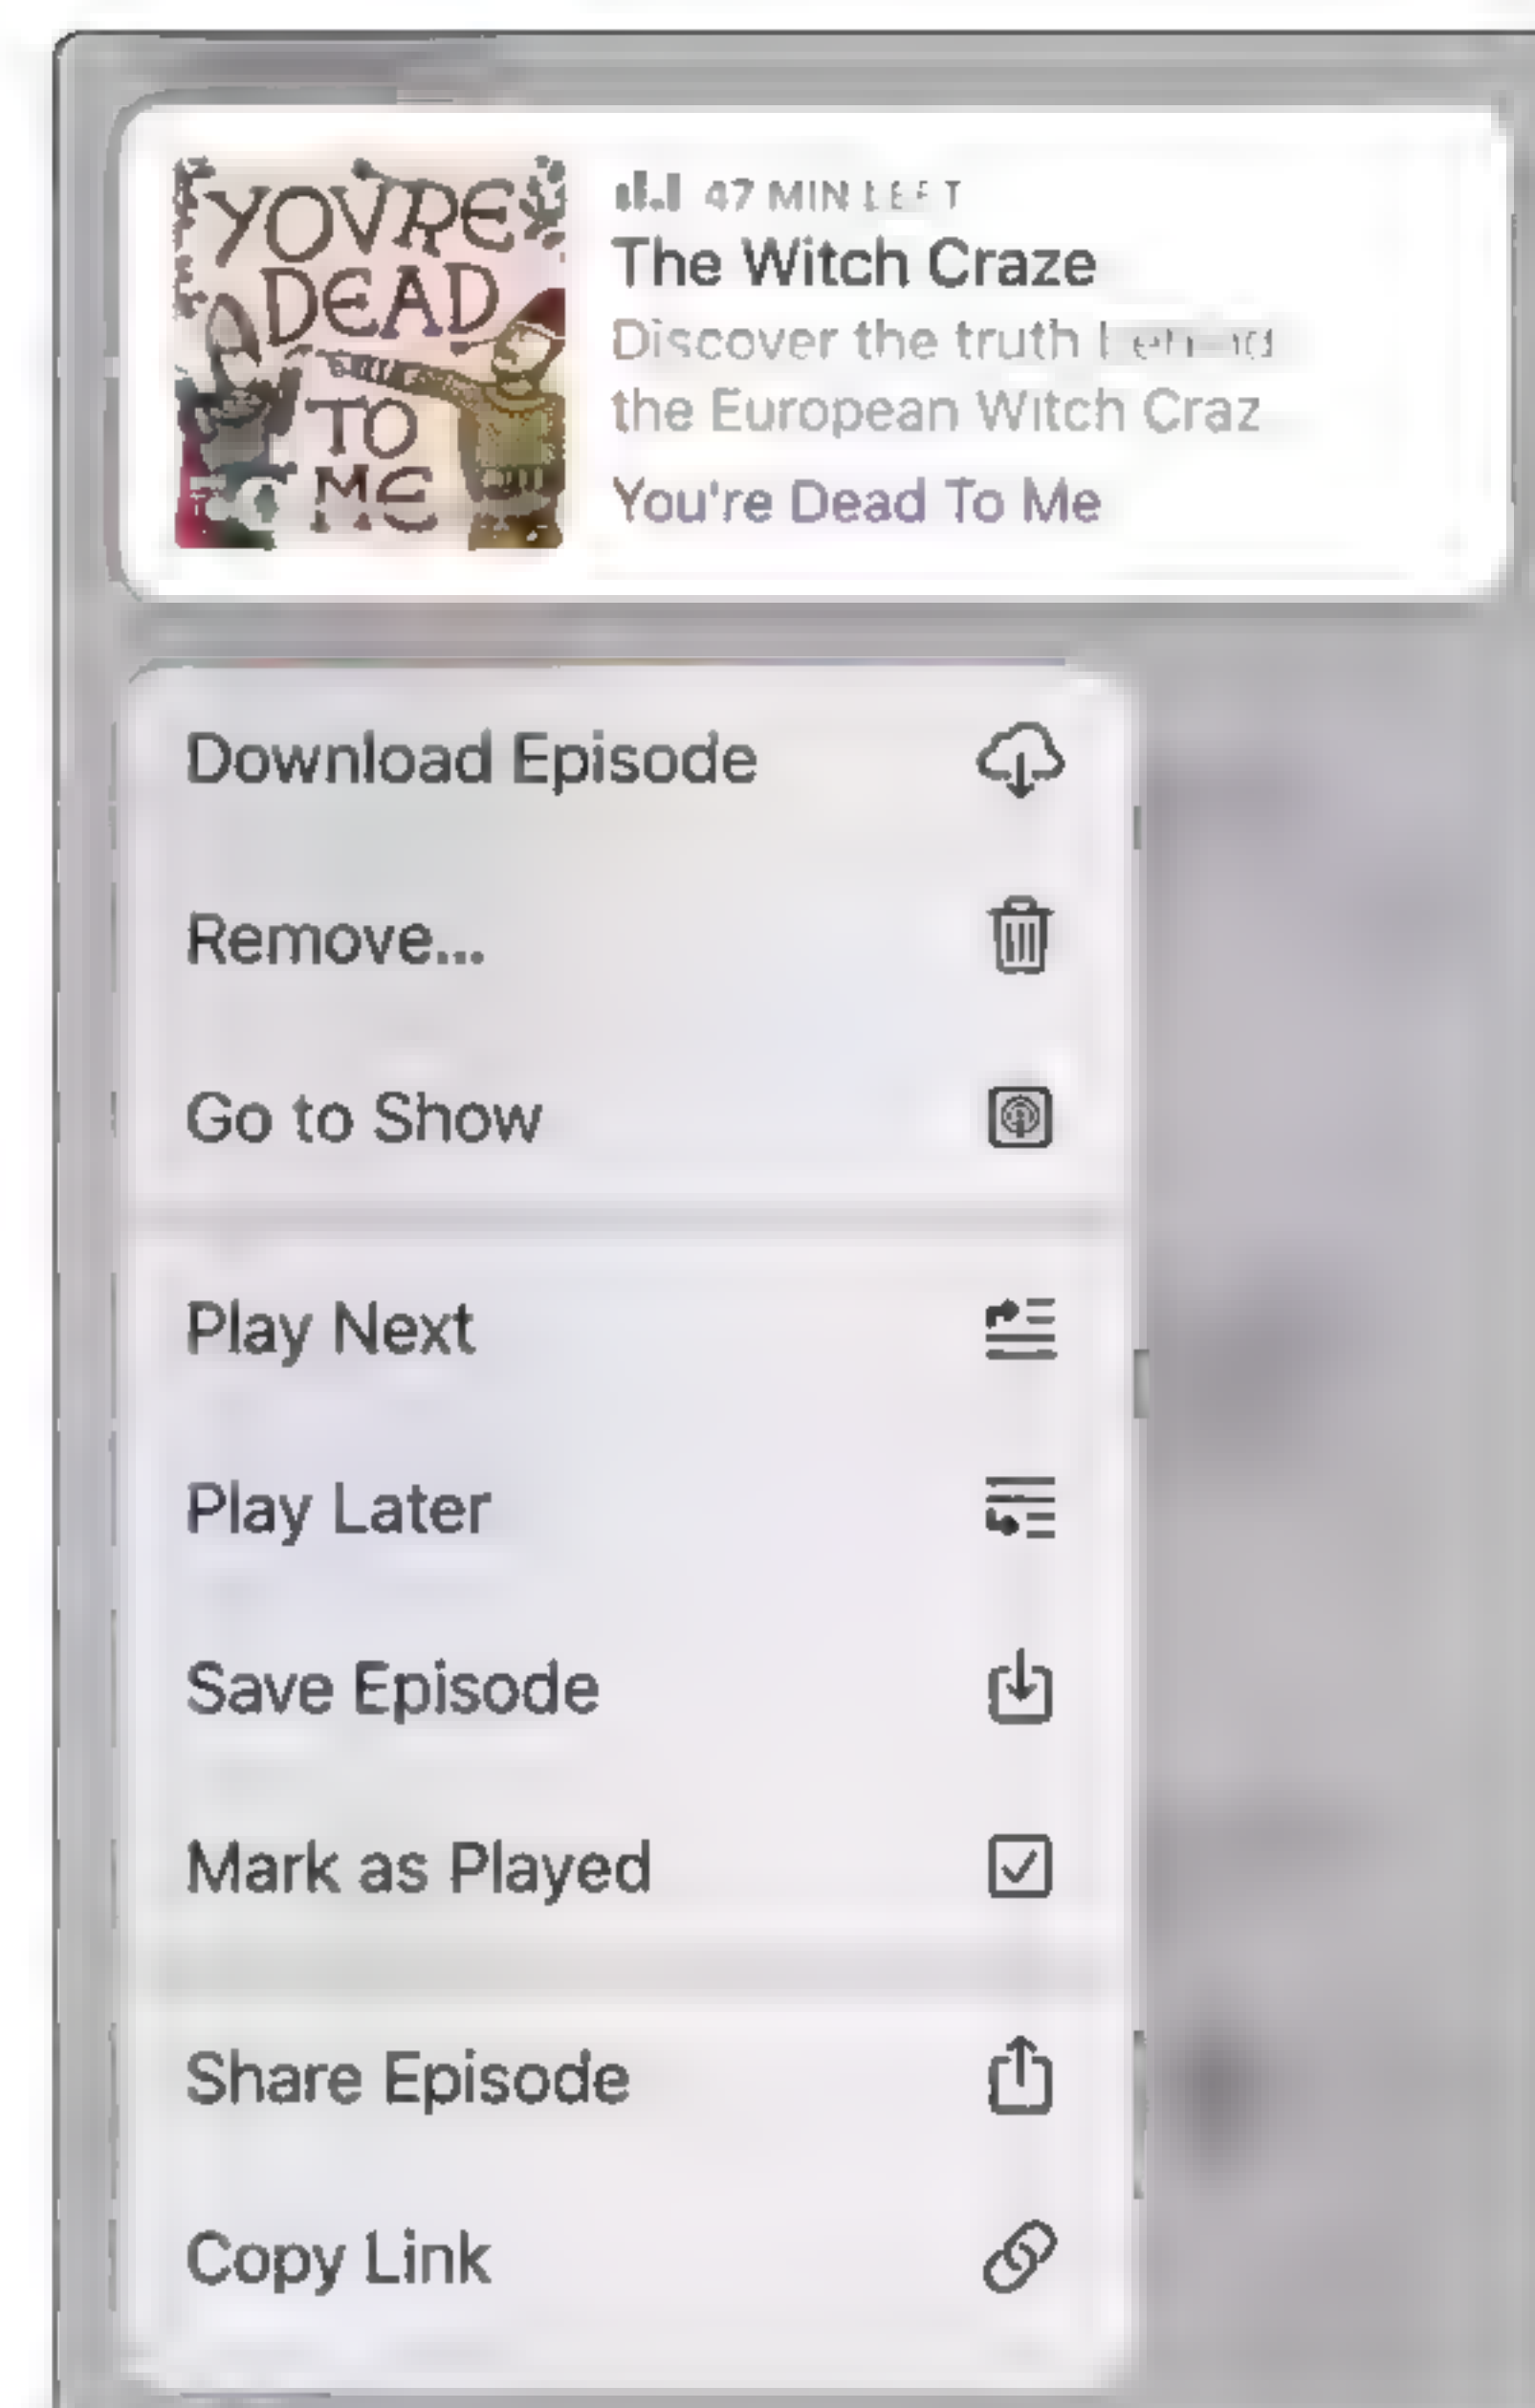 YOVRE
DEAD
TO
ME
47 MIN LEFT
The Witch Craze
Discover the truth behind
the European Witch Craz
You're Dead To Me
Download Episode
Remove...
Go to Show
Play Next
Play Later
Save Episode
Mark as Played
Share Episode
Copy Link